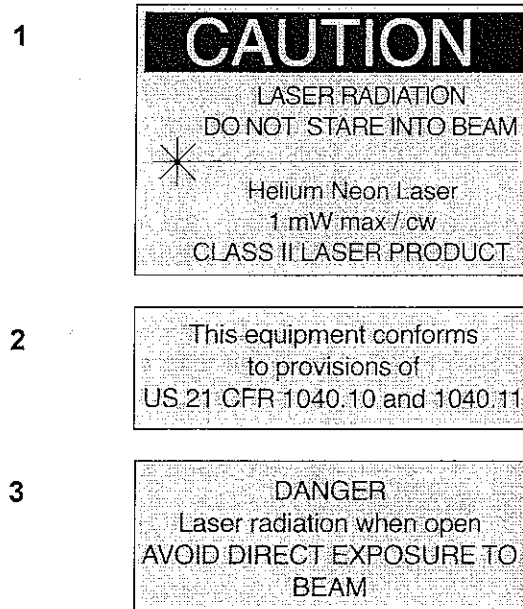 1
CAUTION
LASER RADIATION
DO NOT STARE INTO BEAM
Helium Neon Laser
1 mW max / cw
CLASS II LASER PRODUCT
2
This equipment conforms
to provisions of
US 21 CFR 1040.10 and 1040.11
3
DANGER
Laser radiation when open
AVOID DIRECT EXPOSURE TO
BEAM